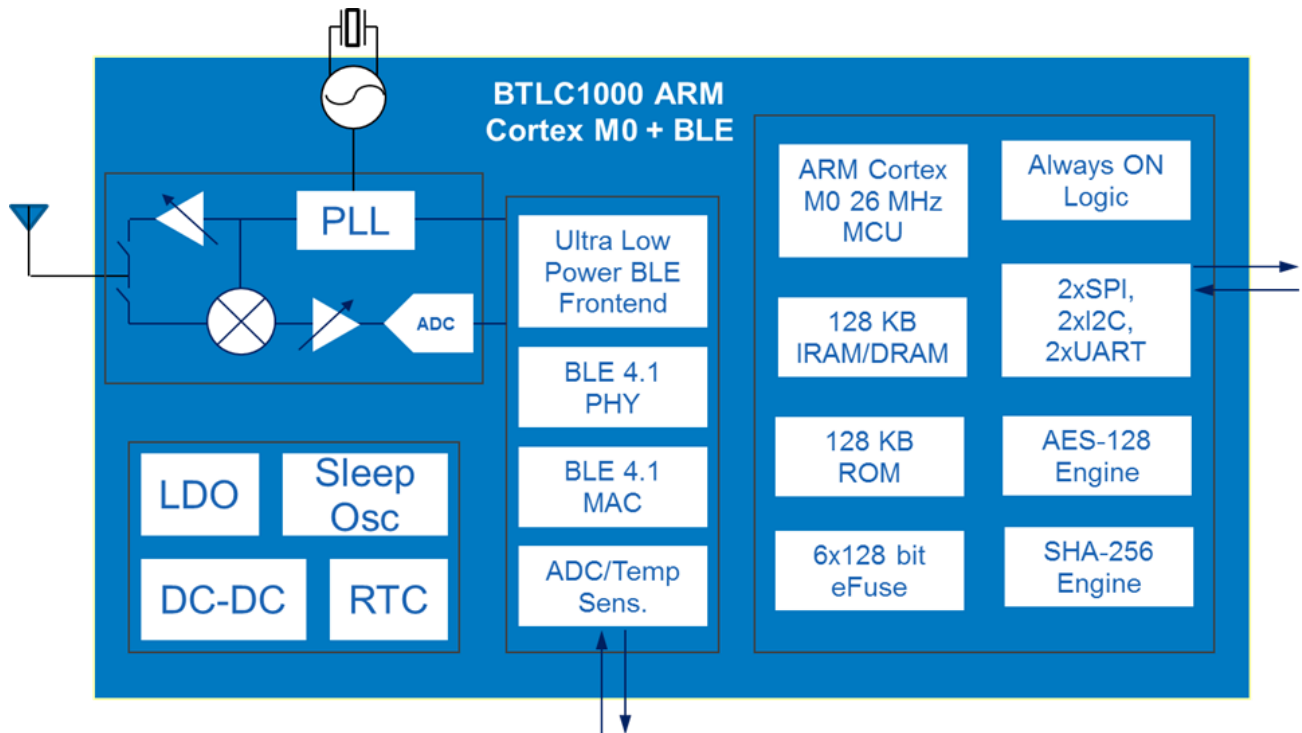 BTLC1000 ARM
Cortex M0 + BLE
PLL
ADC
Ultra Low
Power BLE
Frontend
BLE 4.1
PHY
BLE 4.1
MAC
ADC/Temp
Sens.
LDO
Sleep
Osc
DC-DC
RTC
ARM Cortex
M0 26 MHz
MCU
128 KB
IRAM/DRAM
128 KB
ROM
6x128 bit
eFuse
Always ON
Logic
2xSPI,
2xI2C,
2xUART
AES-128
Engine
SHA-256
Engine